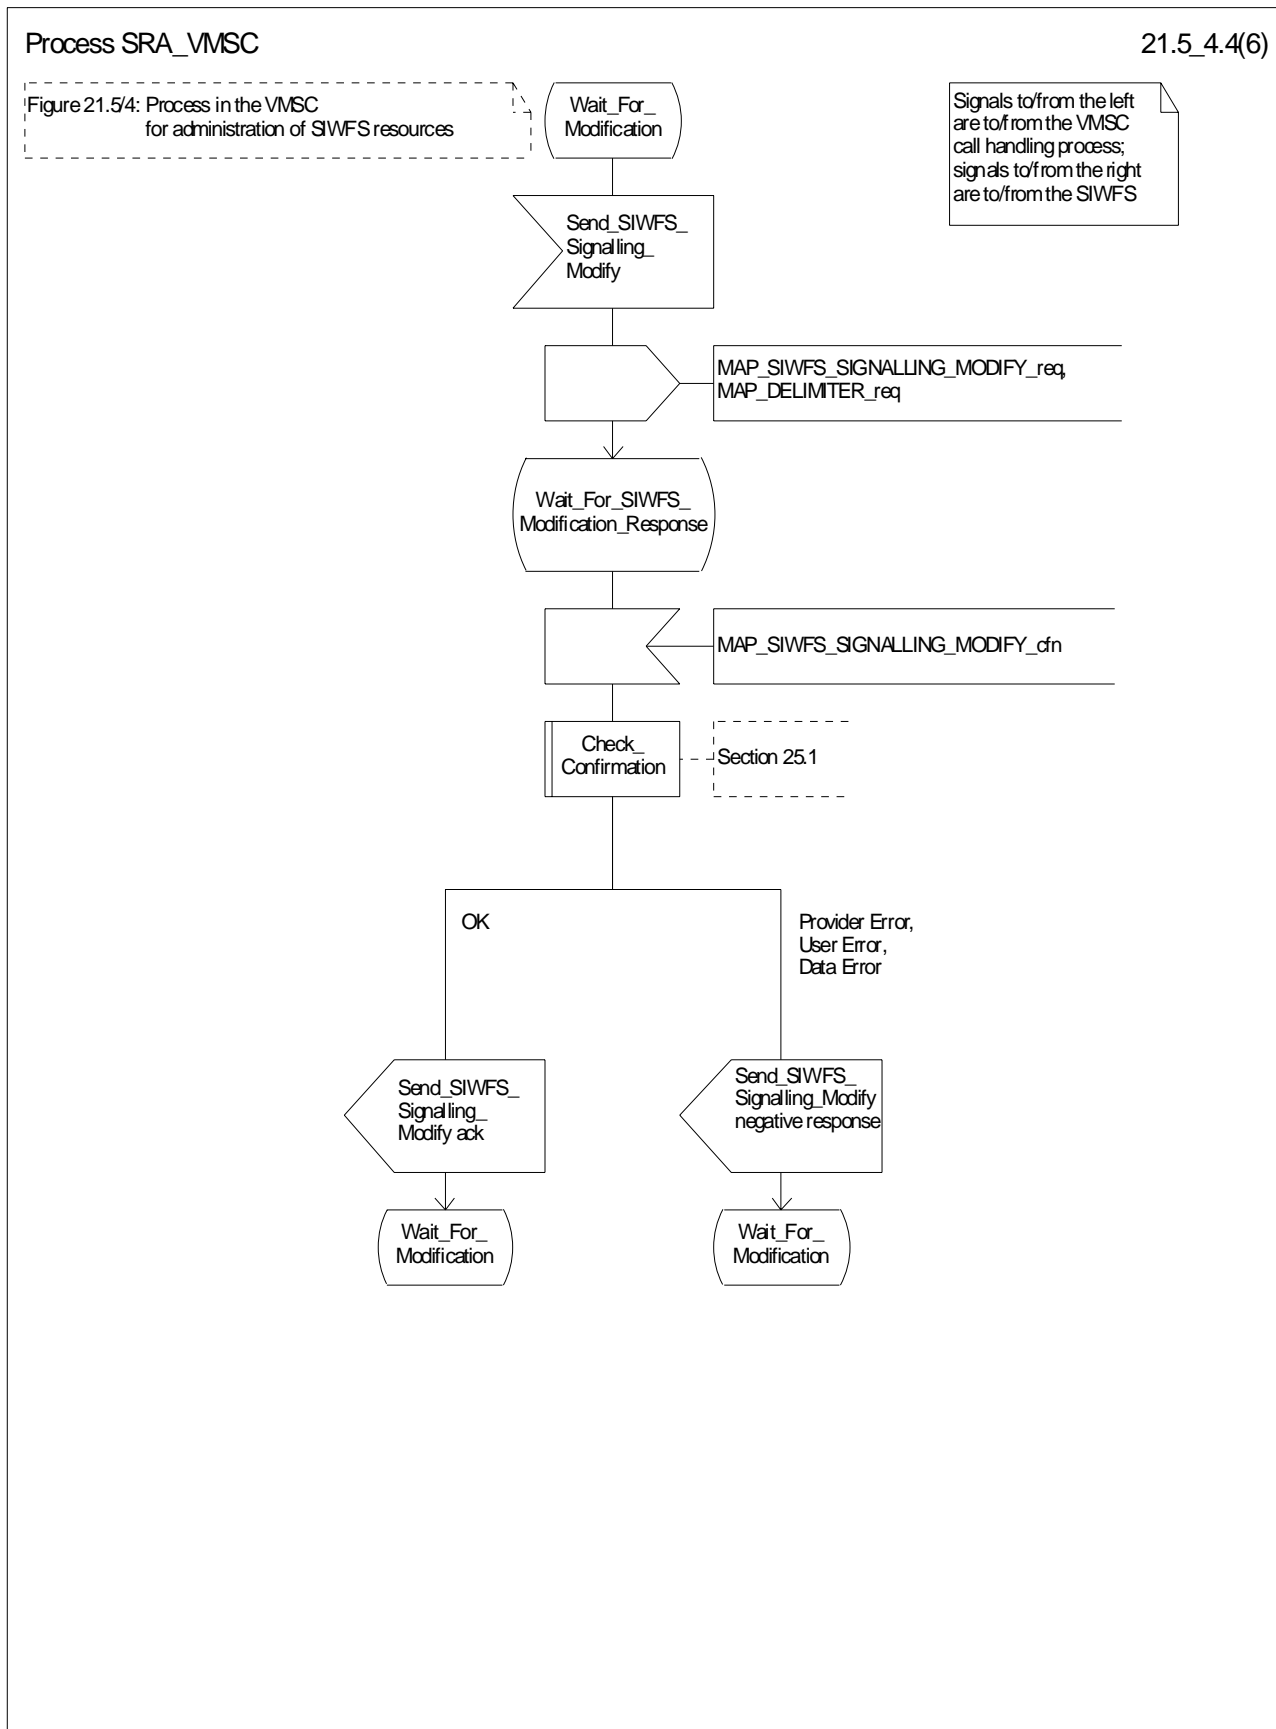 Process SRA_VMSC
21.5_4.4(6)
Figure 21.5/4: Process in the VMSC
for administration of SIWFS resources
Wait_For_
Modification
Signals to/from the left
are to/from the VMSC
call handling process;
signals to/from the right
are to/from the SIWFS
Send_SIWFS_
Signalling_
Modify
MAP_SIWFS_SIGNALLING_MODIFY_req,
MAP_DELIMITER_req
Wait_For_SIWFS_
Modification_Response
MAP_SIWFS_SIGNALLING_MODIFY_cfn
Check_
Confirmation
Section 25.1
OK
Provider Error,
User Error,
Data Error
Send_SIWFS_
Signalling_
Modify ack
Send_SIWFS_
Signalling_Modify
negative response
Wait_For_
Modification
Wait_For_
Modification